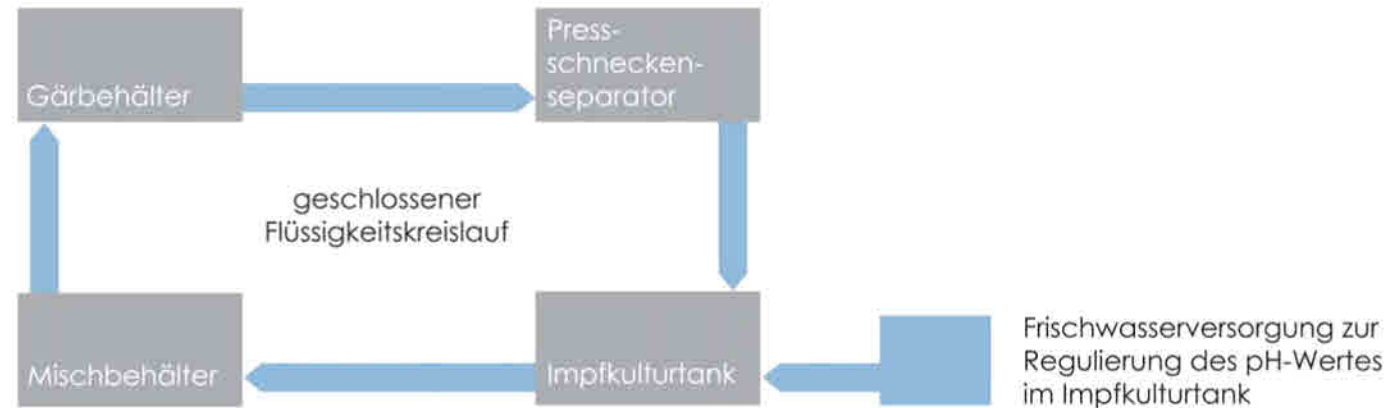 Gärbehälter
Press-
schnecken-
separator
geschlossener
Flüssigkeitskreislauf
Mischbehälter
Impfkulturtank
Frischwasserversorgung zur
Regulierung des pH-Wertes
im Impfkulturtank